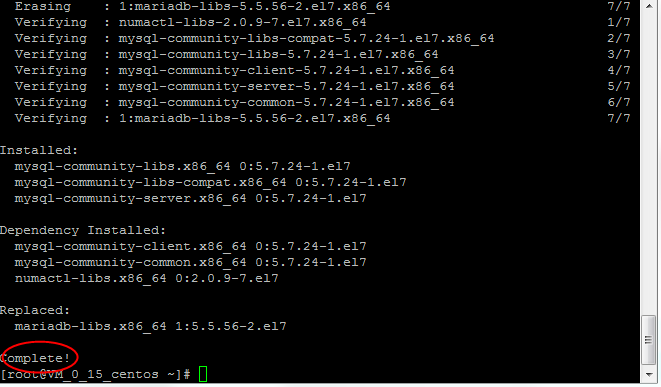 Erasing    : 1:mariadb-libs-5.5.56-2.el7.x86_64    7/7
Verifying  : numactl-libs-2.0.9-7.el7.x86_64    1/7
Verifying  : mysql-community-libs-compat-5.7.24-1.el7.x86_64    2/7
Verifying  : mysql-community-libs-5.7.24-1.el7.x86_64    3/7
Verifying  : mysql-community-client-5.7.24-1.el7.x86_64    4/7
Verifying  : mysql-community-server-5.7.24-1.el7.x86_64    5/7
Verifying  : mysql-community-common-5.7.24-1.el7.x86_64    6/7
Verifying  : 1:mariadb-libs-5.5.56-2.el7.x86_64    7/7
Installed:
mysql-community-libs.x86_64 0:5.7.24-1.el7
mysql-community-libs-compat.x86_64 0:5.7.24-1.el7
mysql-community-server.x86_64 0:5.7.24-1.el7
Dependency Installed:
mysql-community-client.x86_64 0:5.7.24-1.el7
mysql-community-common.x86_64 0:5.7.24-1.el7
numactl-libs.x86_64 0:2.0.9-7.el7
Replaced:
mariadb-libs.x86_64 1:5.5.56-2.el7
Complete!
[root@VM_0_15_centos ~]#